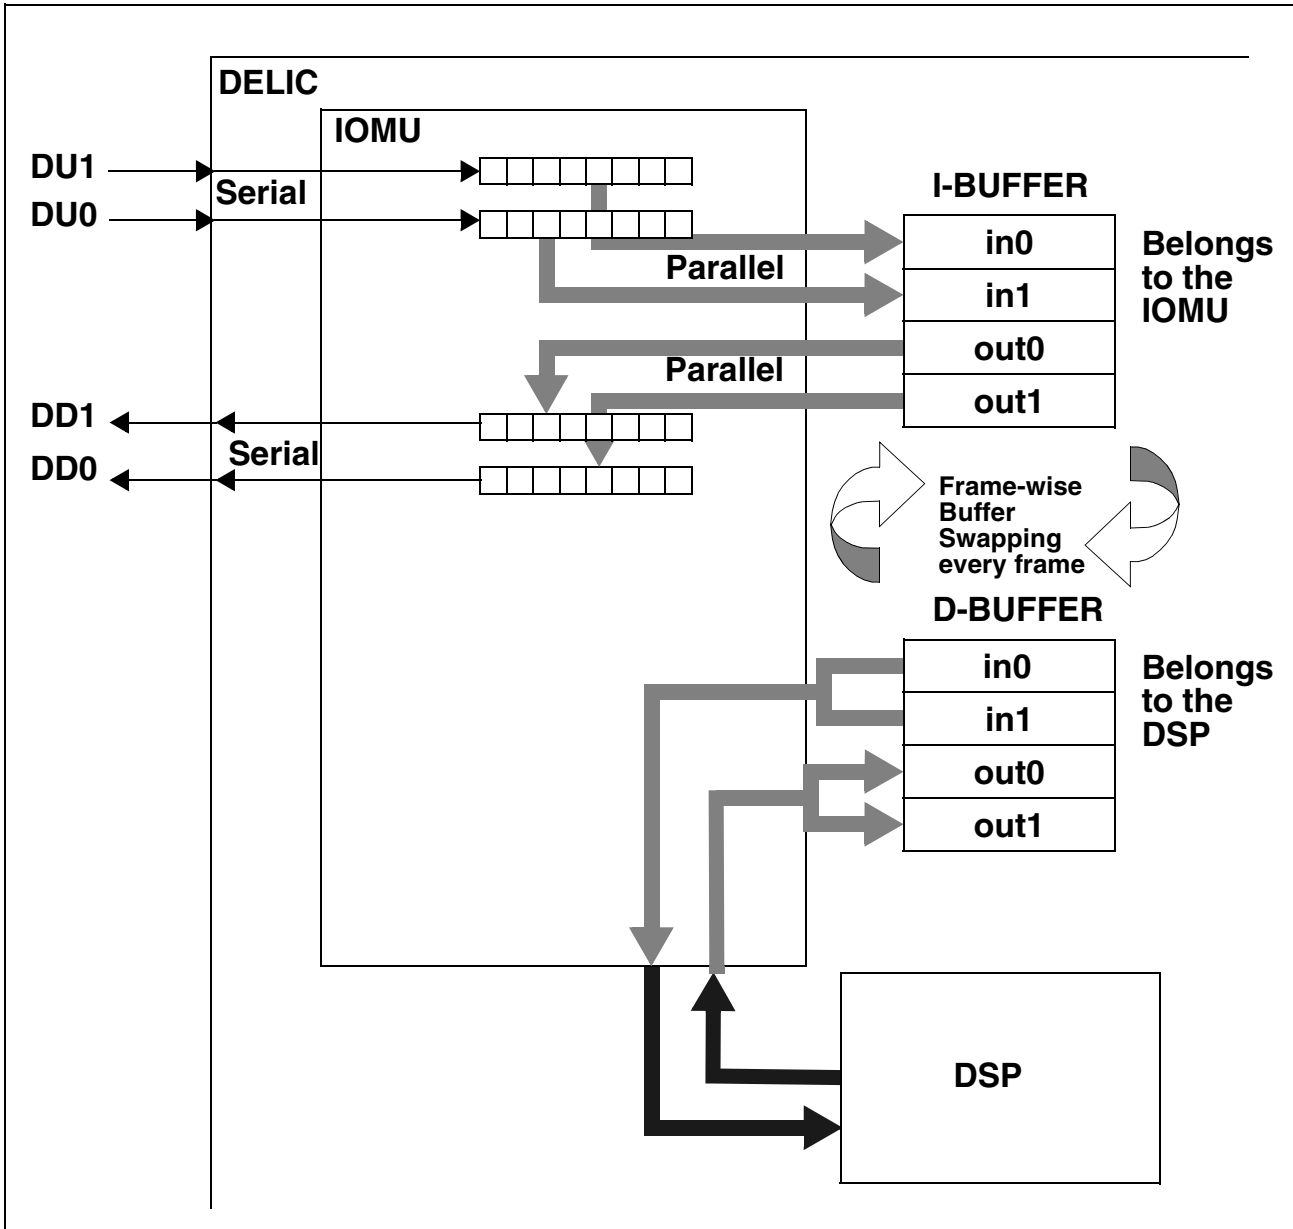 DELIC
IOMU
DU1
Serial
DU0
I-BUFFER
in0
in1
out0
out1
Belongs
to the
IOMU
Parallel
Parallel
DD1
Serial
DD0
Frame-wise
Buffer
Swapping
every frame
D-BUFFER
in0
in1
out0
out1
Belongs
to the
DSP
DSP